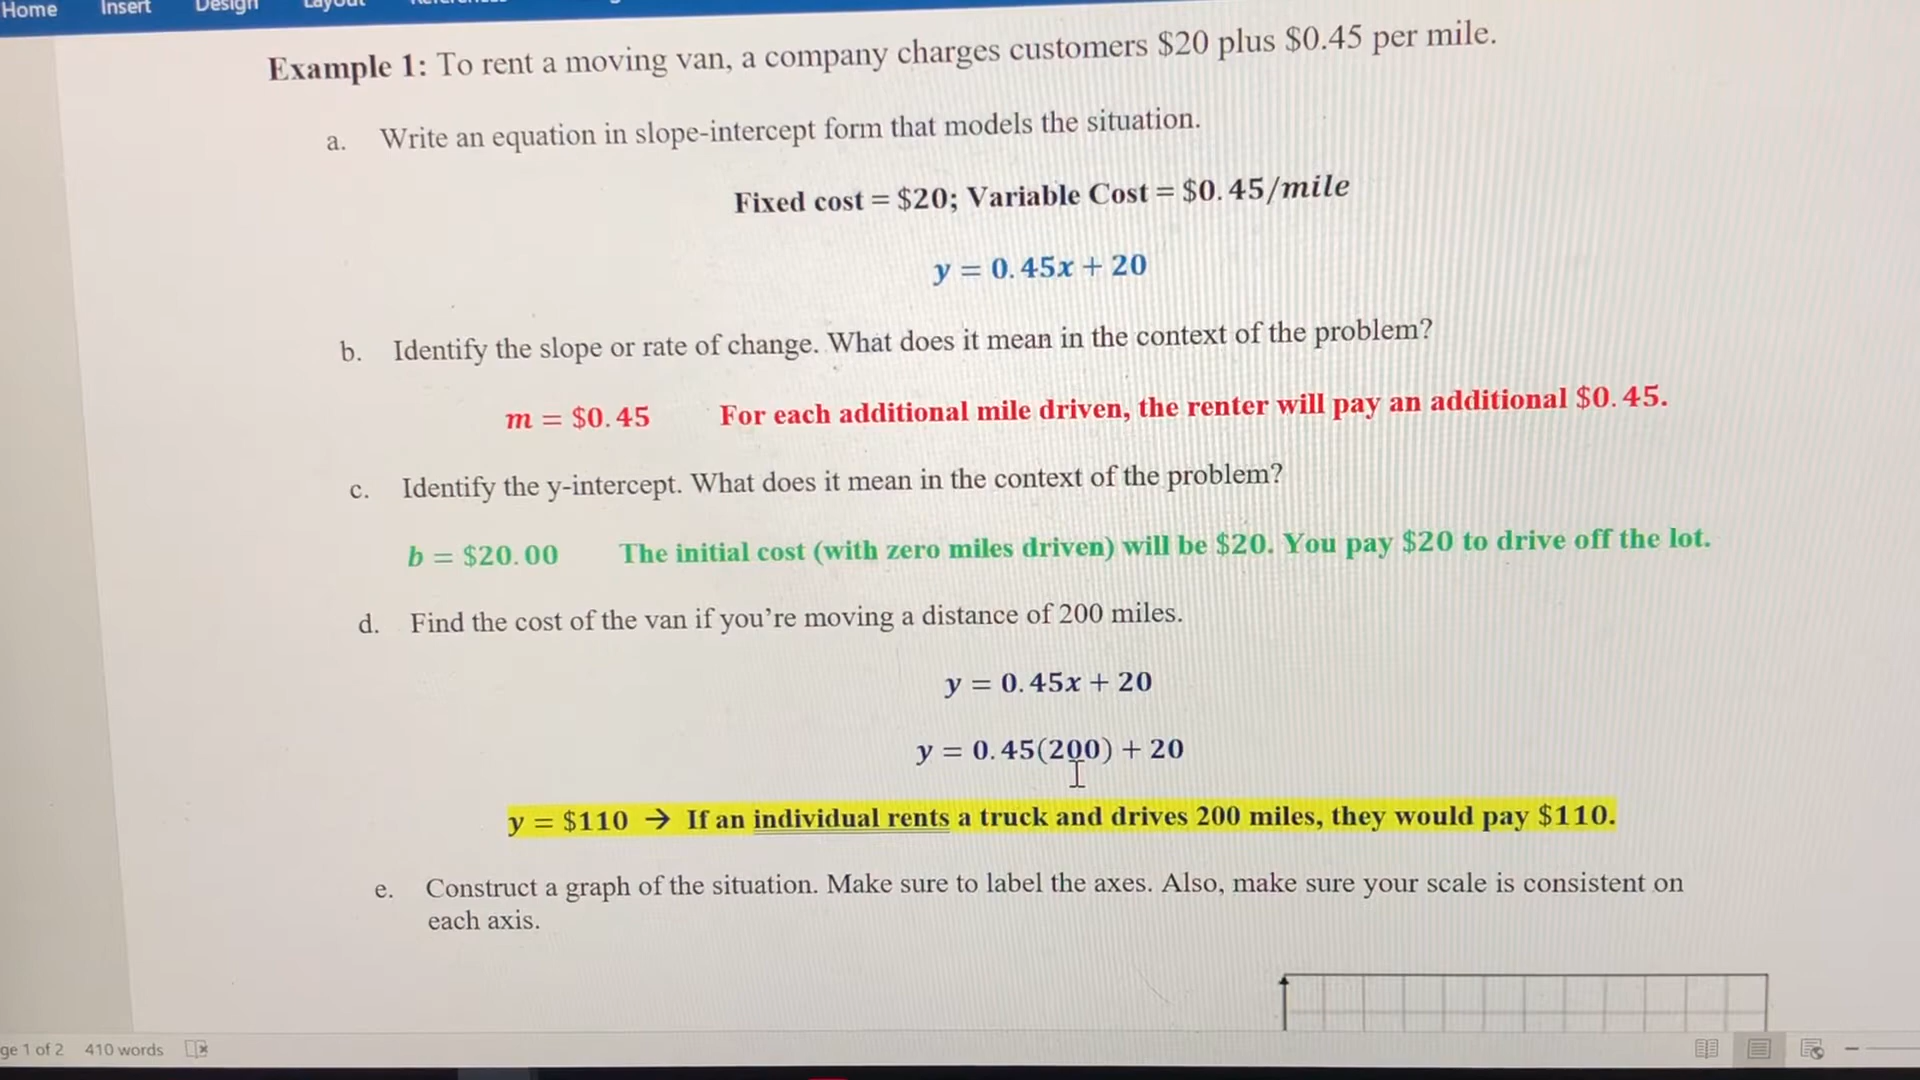 Home Insert Design Layout
Example 1: To rent a moving van, a company charges customers $20 plus $0.45 per mile.
a. Write an equation in slope-intercept form that models the situation.
Fixed cost = $20; Variable Cost = $0.45/mile
y = 0.45x + 20
b. Identify the slope or rate of change. What does it mean in the context of the problem?
m = $0.45 For each additional mile driven, the renter will pay an additional $0.45.
c. Identify the y-intercept. What does it mean in the context of the problem?
b = $20.00 The initial cost (with zero miles driven) will be $20. You pay $20 to drive off the lot.
d. Find the cost of the van if you’re moving a distance of 200 miles.
y = 0.45x + 20
y = 0.45(200) + 20
y = $110 → If an individual rents a truck and drives 200 miles, they would pay $110.
e. Construct a graph of the situation. Make sure to label the axes. Also, make sure your scale is consistent on
each axis.
ge 1 of 2 410 words